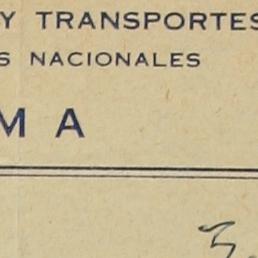 Y TRANSPORTES
S NACIONALES
M A